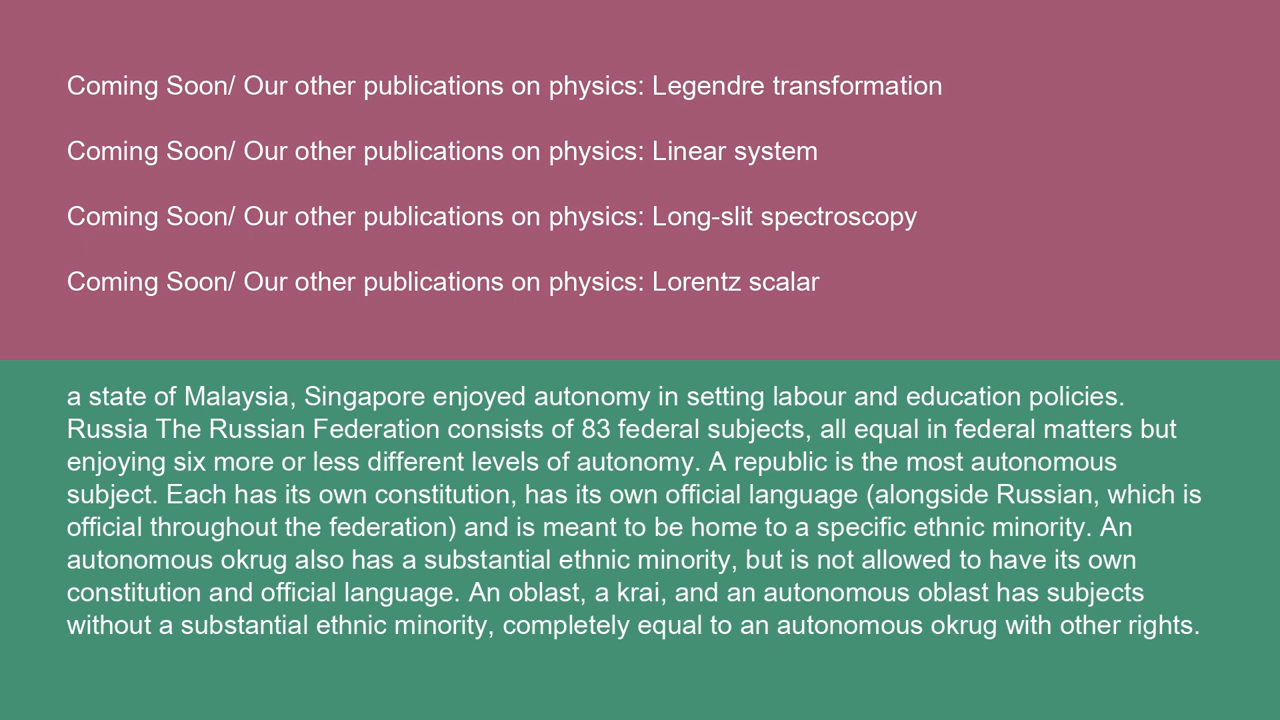 Coming Soon/ Our other publications on physics: Legendre transformation
Coming Soon/ Our other publications on physics: Linear system
Coming Soon/ Our other publications on physics: Long-slit spectroscopy
Coming Soon/ Our other publications on physics: Lorentz scalar
a state of Malaysia, Singapore enjoyed autonomy in setting labour and education policies.
Russia The Russian Federation consists of 83 federal subjects, all equal in federal matters but
enjoying six more or less different levels of autonomy. A republic is the most autonomous
subject. Each has its own constitution, has its own official language (alongside Russian, which is
official throughout the federation) and is meant to be home to a specific ethnic minority. An
autonomous okrug also has a substantial ethnic minority, but is not allowed to have its own
constitution and official language. An oblast, a krai, and an autonomous oblast has subjects
without a substantial ethnic minority, completely equal to an autonomous okrug with other rights.